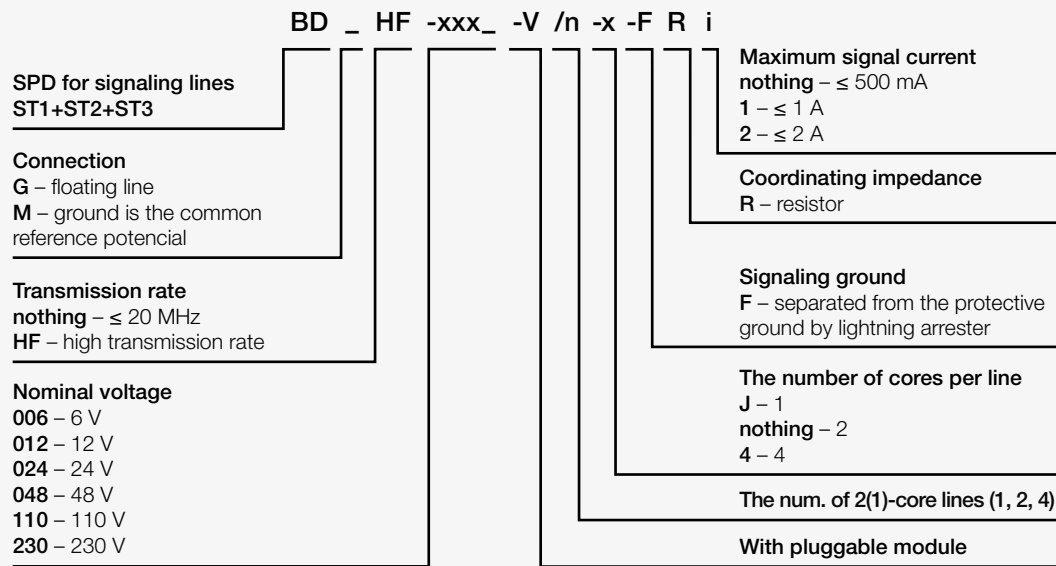 BD _ HF -xxx_ -V /n -x -F R i
SPD for signaling lines
ST1+ST2+ST3
Connection
G – floating line
M – ground is the common
reference potencial
Transmission rate
nothing – ≤ 20 MHz
HF – high transmission rate
Nominal voltage
006 – 6 V
012 – 12 V
024 – 24 V
048 – 48 V
110 – 110 V
230 – 230 V
Maximum signal current
nothing – ≤ 500 mA
1 – ≤ 1 A
2 – ≤ 2 A
Coordinating impedance
R – resistor
Signaling ground
F – separated from the protective
ground by lightning arrester
The number of cores per line
J – 1
nothing – 2
4 – 4
The num. of 2(1)-core lines (1, 2, 4)
With pluggable module